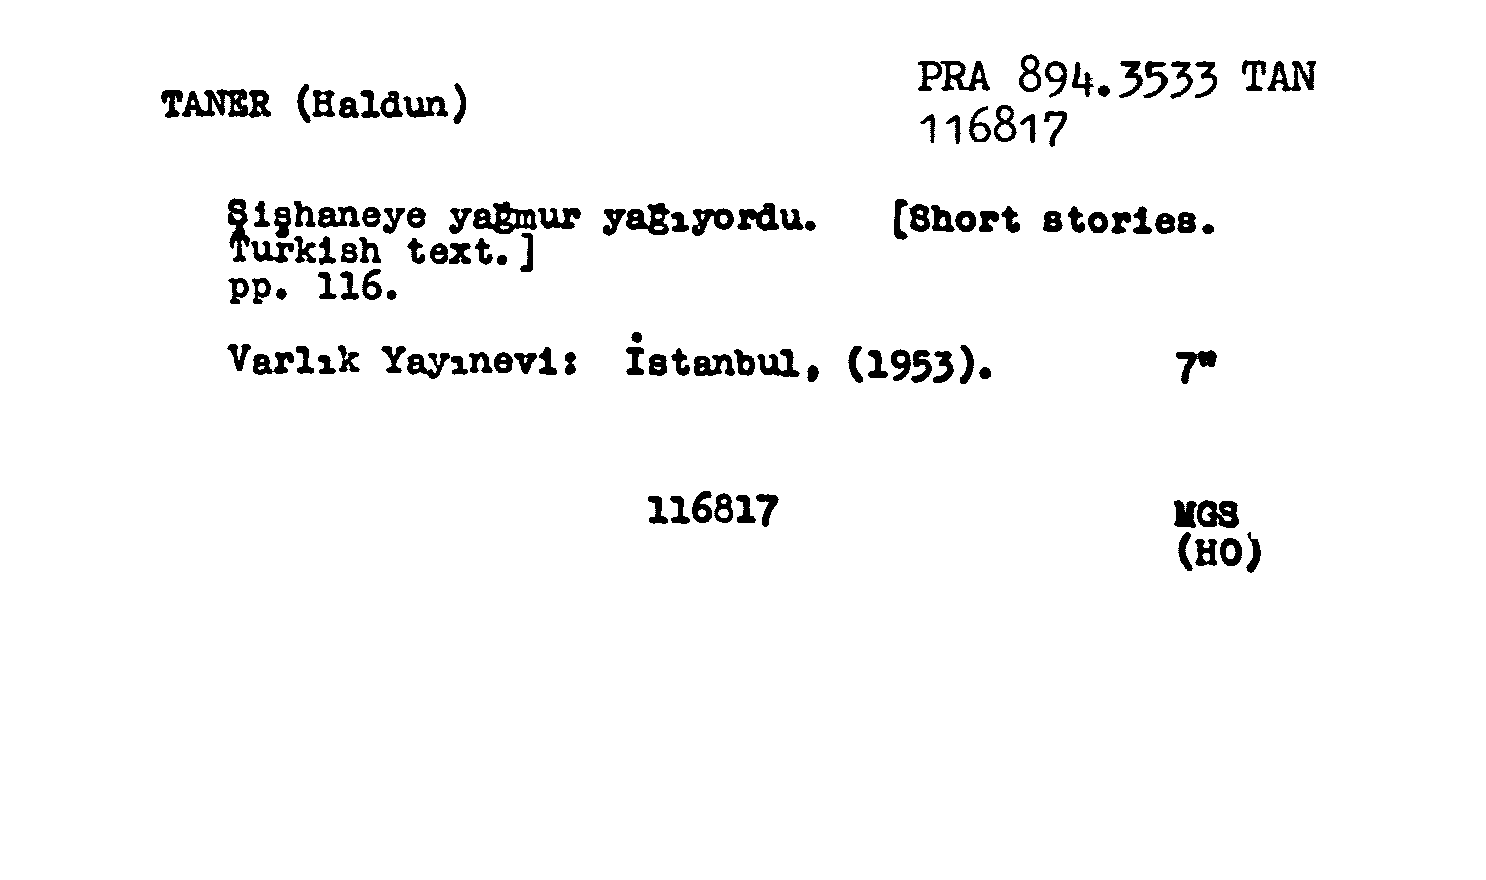 TANER (Haldun)
PRA 894.3533 TAN
116817
Şişhaneye yağmur yağıyordu. [Short stories.
Turkish text.]
pp. 116.
Varlık Yayınevi: İstanbul, (1953). 7"
116817
MGS
(HO)